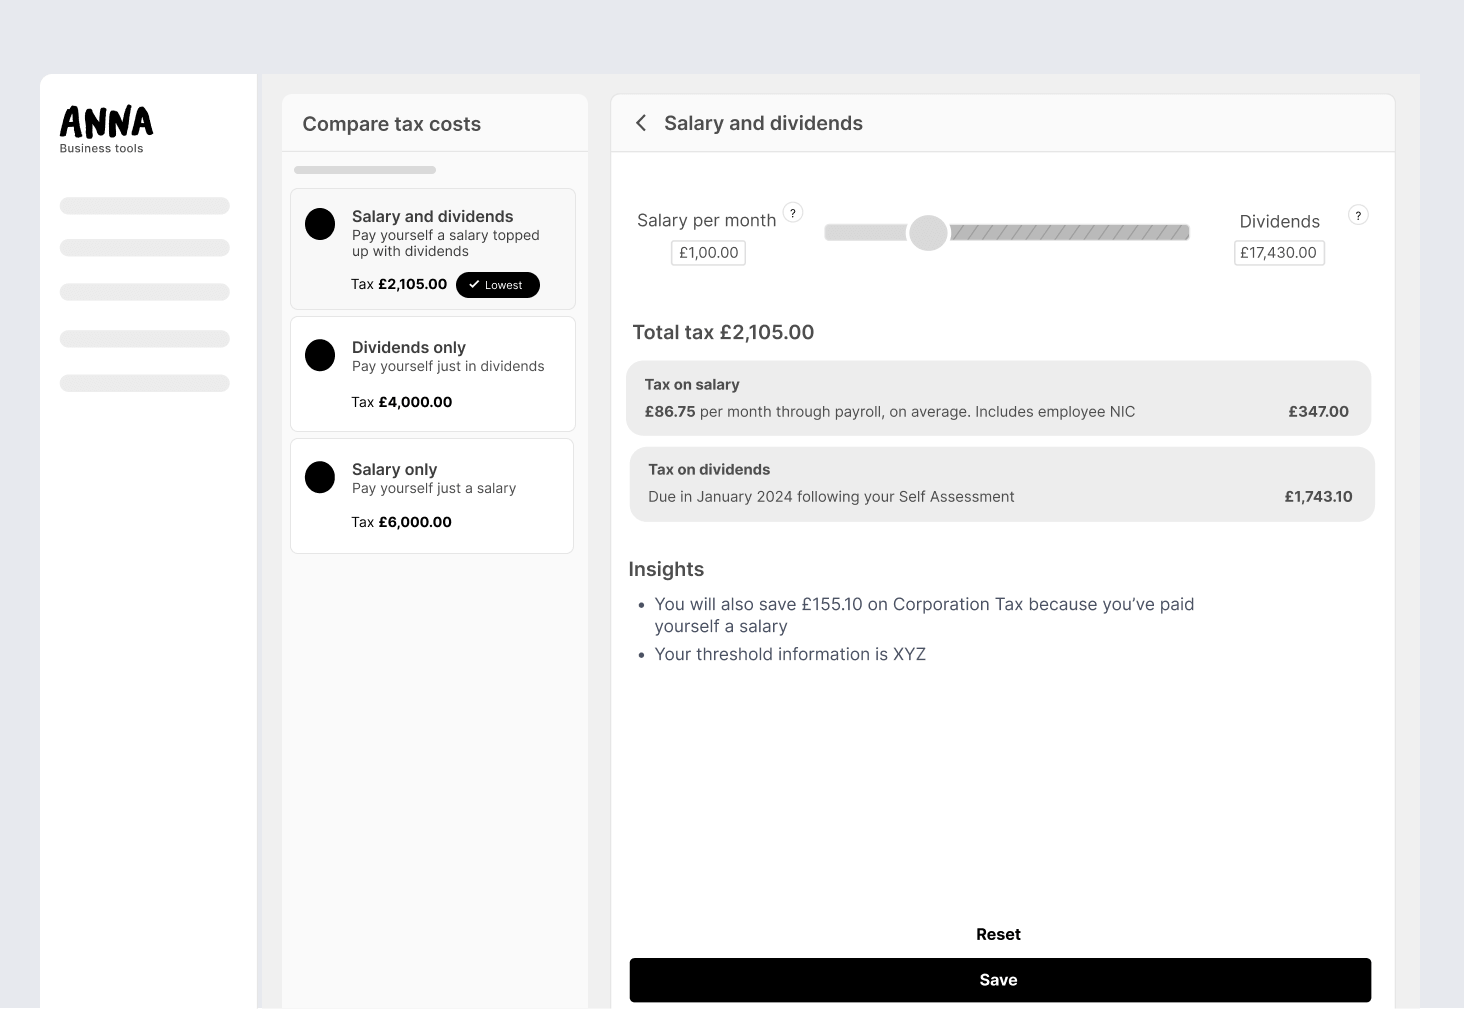 ANNA
Business tools
Compare tax costs
Salary and dividends
Pay yourself a salary topped
up with dividends
Tax £2,105.00
Lowest
Dividends only
Pay yourself just in dividends
Tax £4,000.00
Salary only
Pay yourself just a salary
Tax £6,000.00
Salary and dividends
Salary per month ?
£1,00.00
Dividends ?
£17,430.00
Total tax £2,105.00
Tax on salary
£86.75 per month through payroll, on average. Includes employee NIC £347.00
Tax on dividends
Due in January 2024 following your Self Assessment £1,743.10
Insights
• You will also save £155.10 on Corporation Tax because you’ve paid
yourself a salary
• Your threshold information is XYZ
Reset
Save